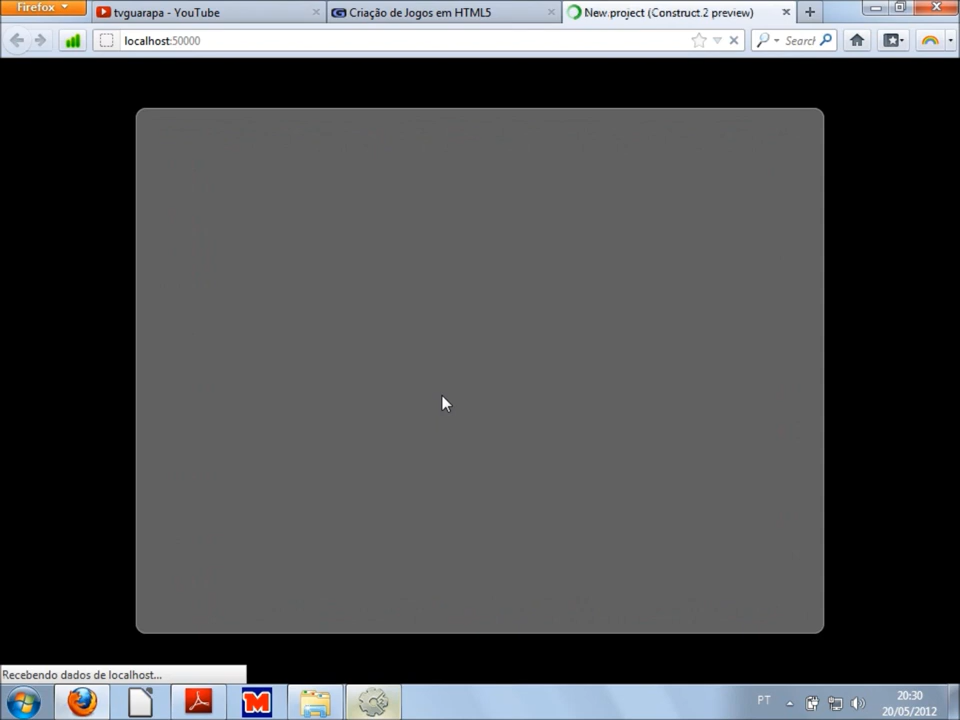 Firefox
tvguarapa - YouTube
Criação de Jogos em HTML5
New project (Construct 2 preview)
localhost:50000
Search
Recebendo dados de localhost...
PT
20:30
20/05/2012